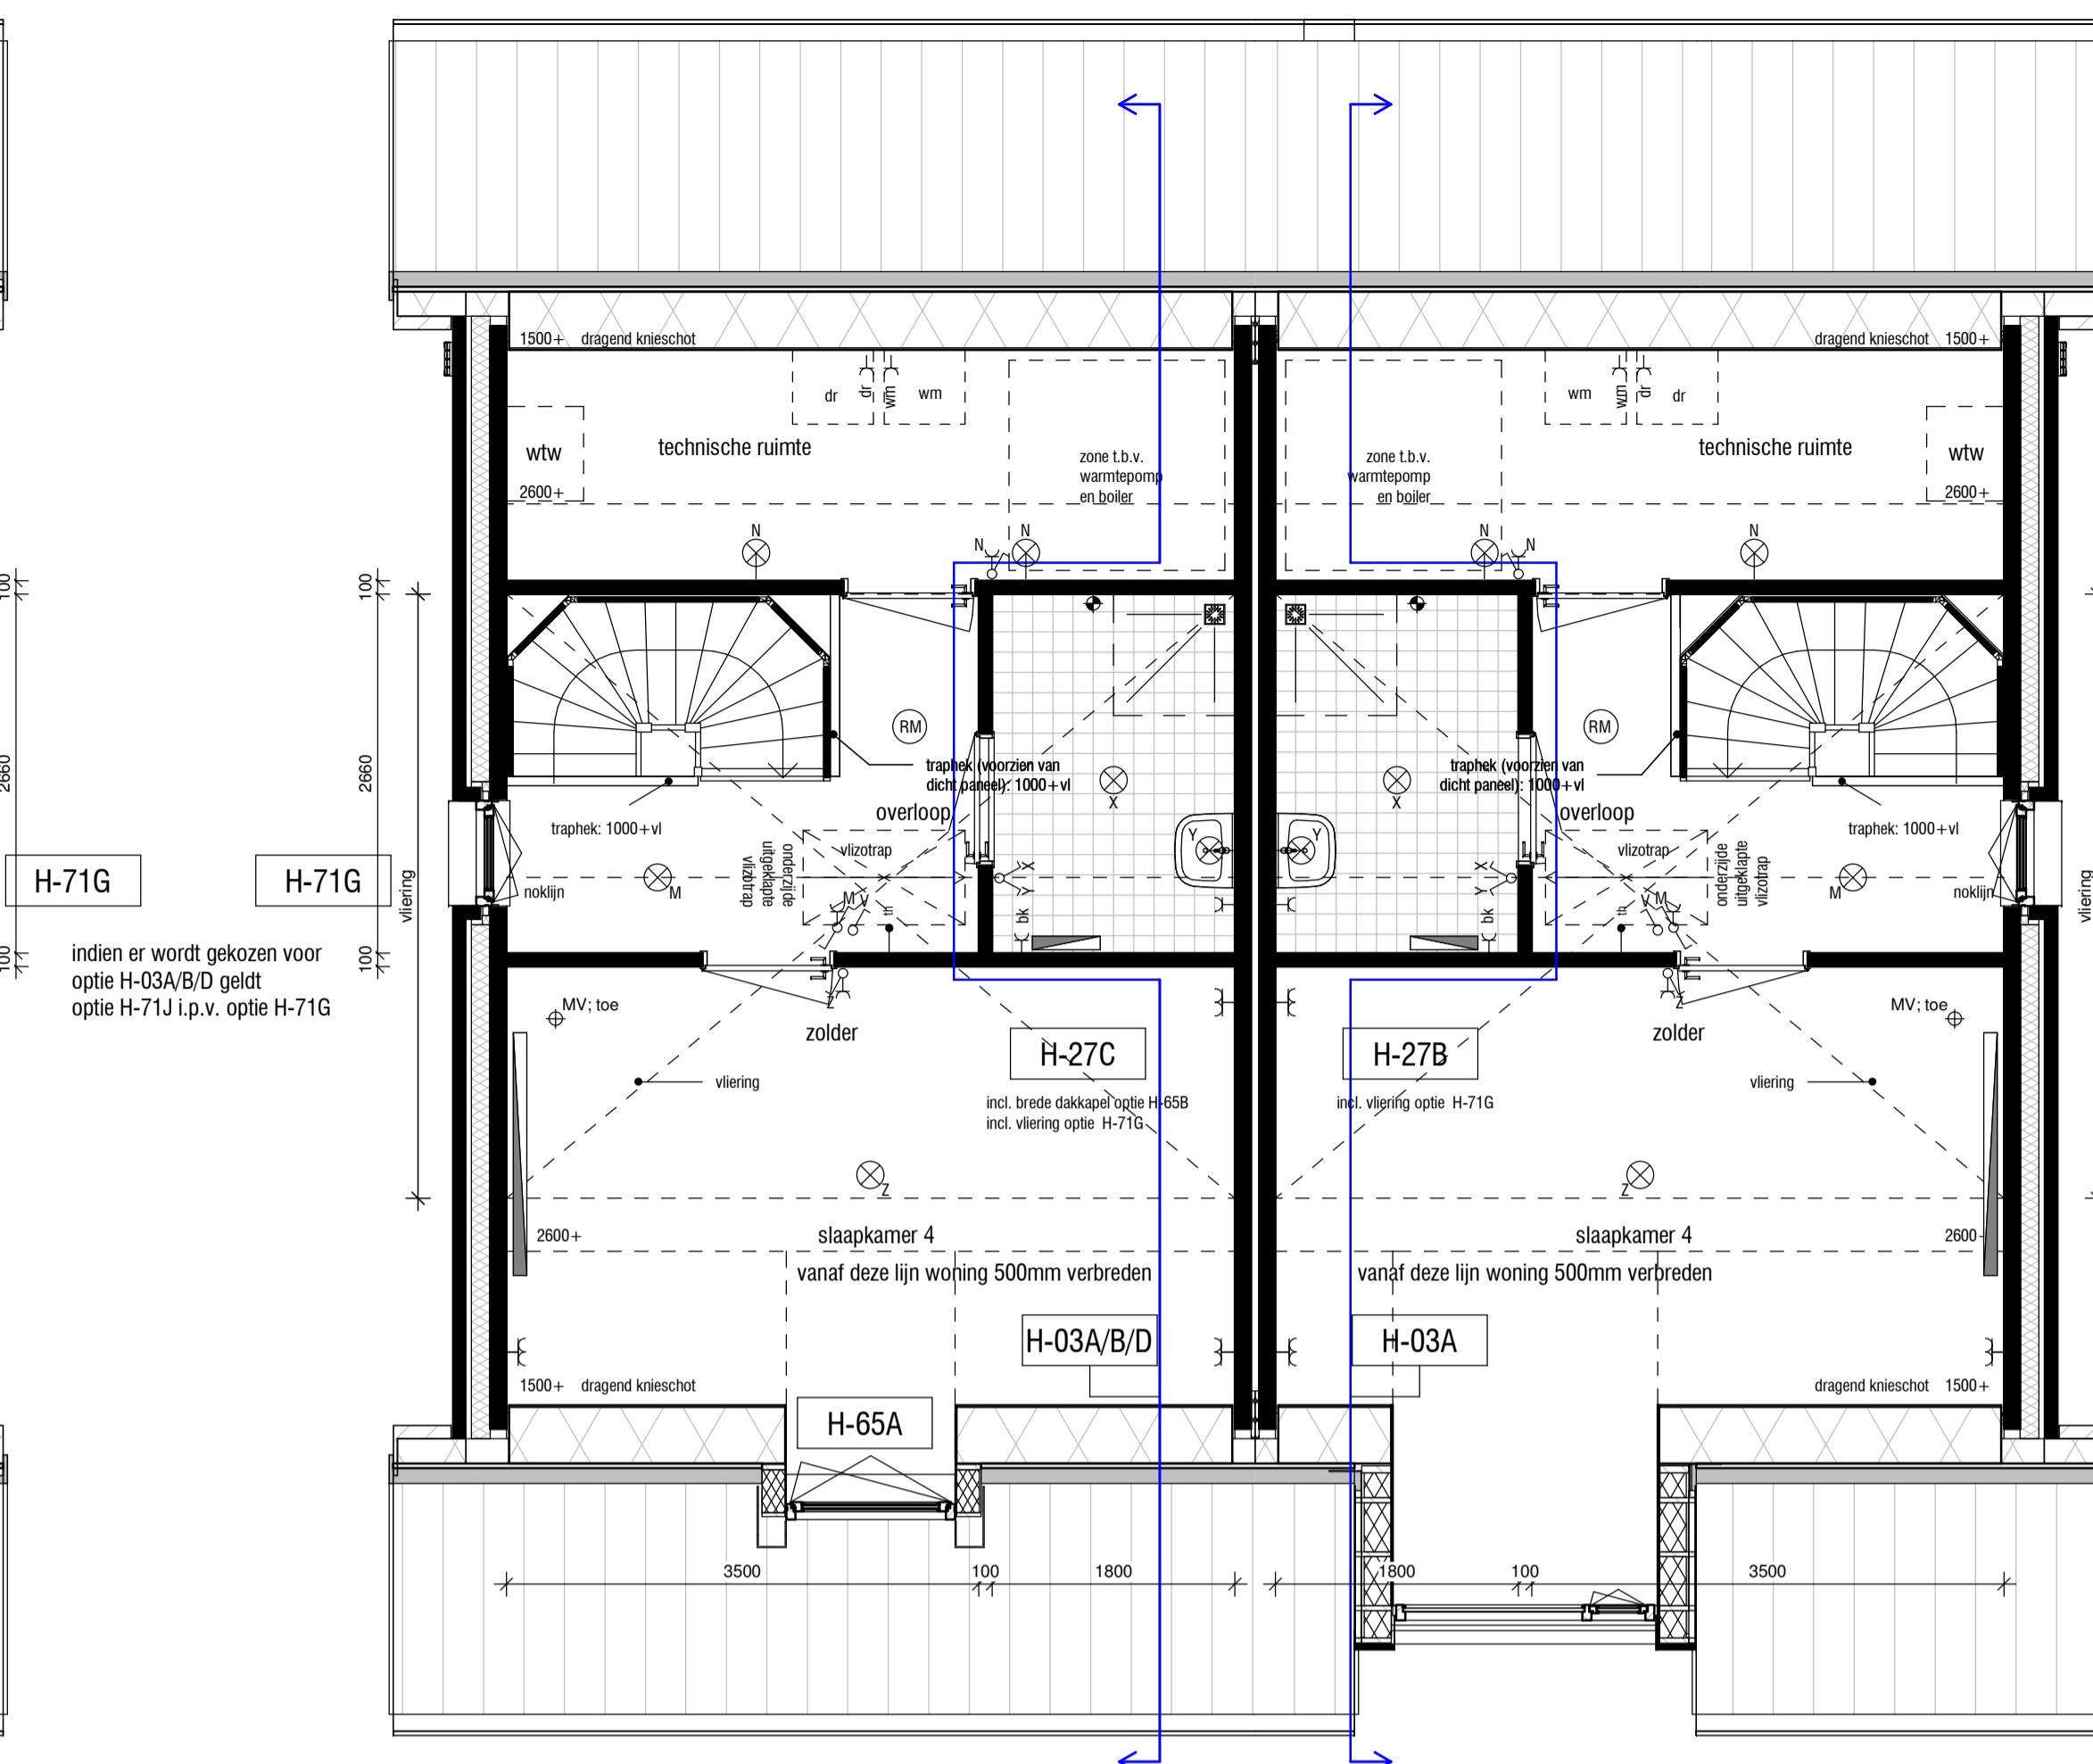 1500+ dragend knieschot
dragend knieschot 1500+
dr
dr
wm
wm
wm
wm
dr
dr
wtw
2600+
technische ruimte
zone t.b.v.
warmtepomp
en boiler
zone t.b.v.
warmtepomp
en boiler
technische ruimte
wtw
2600+
N
N
N
N
N
N
100
2660
100
100
2660
100
vliering
RM
traphek (voorzien van
dicht paneel): 1000+vl
overloop
traphek: 1000+vl
vlizotrap
onderzijde
uitgeklapte
vlizotrap
noklijn
M
M
V
th
X
Y
X
Y
bk
RM
traphek (voorzien van
dicht paneel): 1000+vl
overloop
traphek: 1000+vl
vlizotrap
onderzijde
uitgeklapte
vlizotrap
noklijn
M
V
M
th
X
Y
X
Y
bk
vliering
H-71G
H-71G
indien er wordt gekozen voor
optie H-03A/B/D geldt
optie H-71J i.p.v. optie H-71G
MV; toe
Z
zolder
H-27C
incl. brede dakkapel optie H-65B
incl. vliering optie H-71G
vliering
Z
H-27B
incl. vliering optie H-71G
Z
zolder
MV; toe
vliering
Z
2600+
slaapkamer 4
vanaf deze lijn woning 500mm verbreden
slaapkamer 4
vanaf deze lijn woning 500mm verbreden
2600+
H-03A/B/D
H-03A
1500+ dragend knieschot
dragend knieschot 1500+
H-65A
3500
100
1800
1800
100
3500